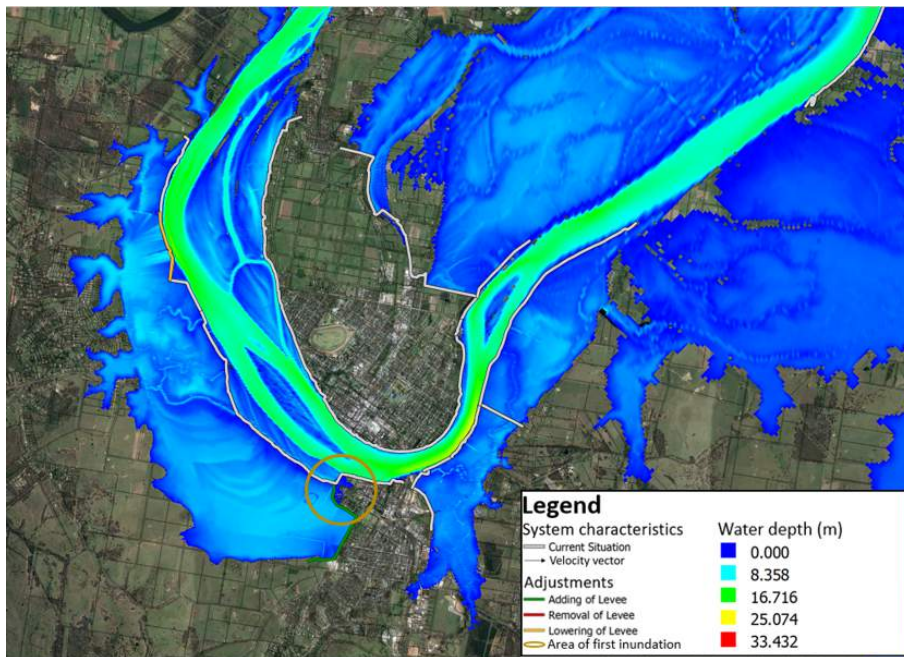 Legend
System characteristics
Current Situation
Velocity vector
Adjustments
Adding of Levee
Removal of Levee
Lowering of Levee
Area of first inundation
Water depth (m)
0.000
8.358
16.716
25.074
33.432